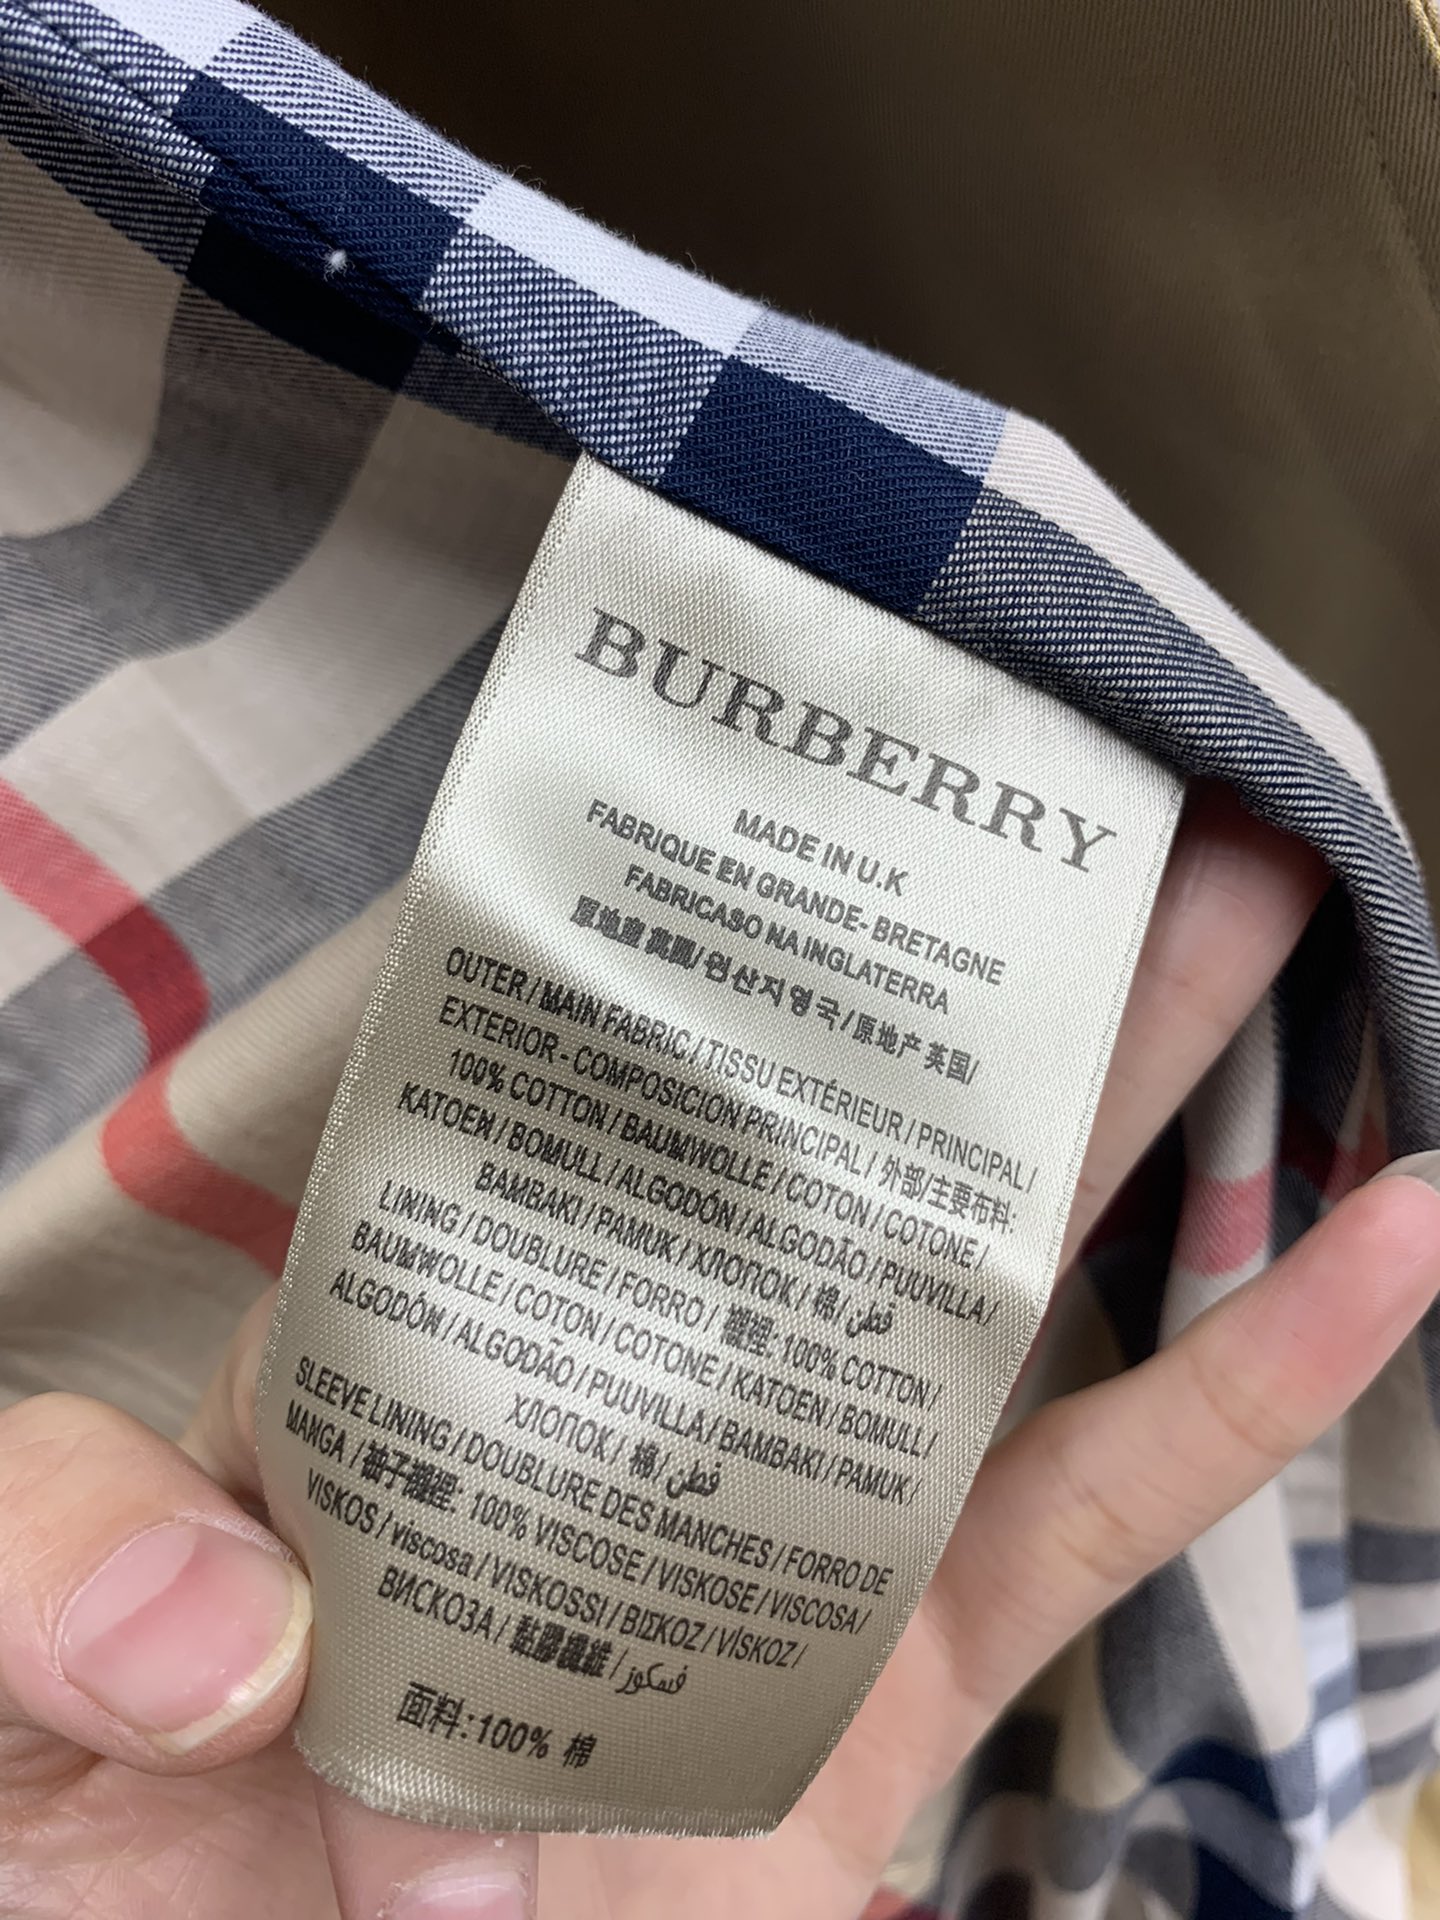 BURBERRY
MADE IN U.K
FABRIQUE EN GRANDE-BRETAGNE
FABRICASO NA INGLATERRA
原地產 英國/원산지 영국/原地产 英国/
OUTER/MAIN FABRIC/TISSU EXTÉRIEUR/PRINCIPAL/
EXTERIOR-COMPOSICION PRINCIPAL/外部/主要布料:
100% COTTON/BAUMWOLLE/COTON/COTONE/
KATOEN/BOMULL/ALGODÓN/ALGODÃO/PUUVILLA/
BAMBAKI/PAMUK/ХЛОПОК/棉/قطن
LINING/DOUBLURE/FORRO/襯裡: 100% COTTON/
BAUMWOLLE/COTON/COTONE/KATOEN/BOMULL/
ALGODÓN/ALGODÃO/PUUVILLA/BAMBAKI/PAMUK/
ХЛОПОК/棉/قطن
SLEEVE LINING/DOUBLURE DES MANCHES/FORRO DE
MANGA/袖子襯裡: 100% VISCOSE/VISKOSE/VISCOSA/
VISKOS/viscosa/VISKOSSI/ΒΙΣΚΟΖ/VİSKOZ/
ВИСКОЗА/黏膠纖維/فسكوز
面料:100% 棉